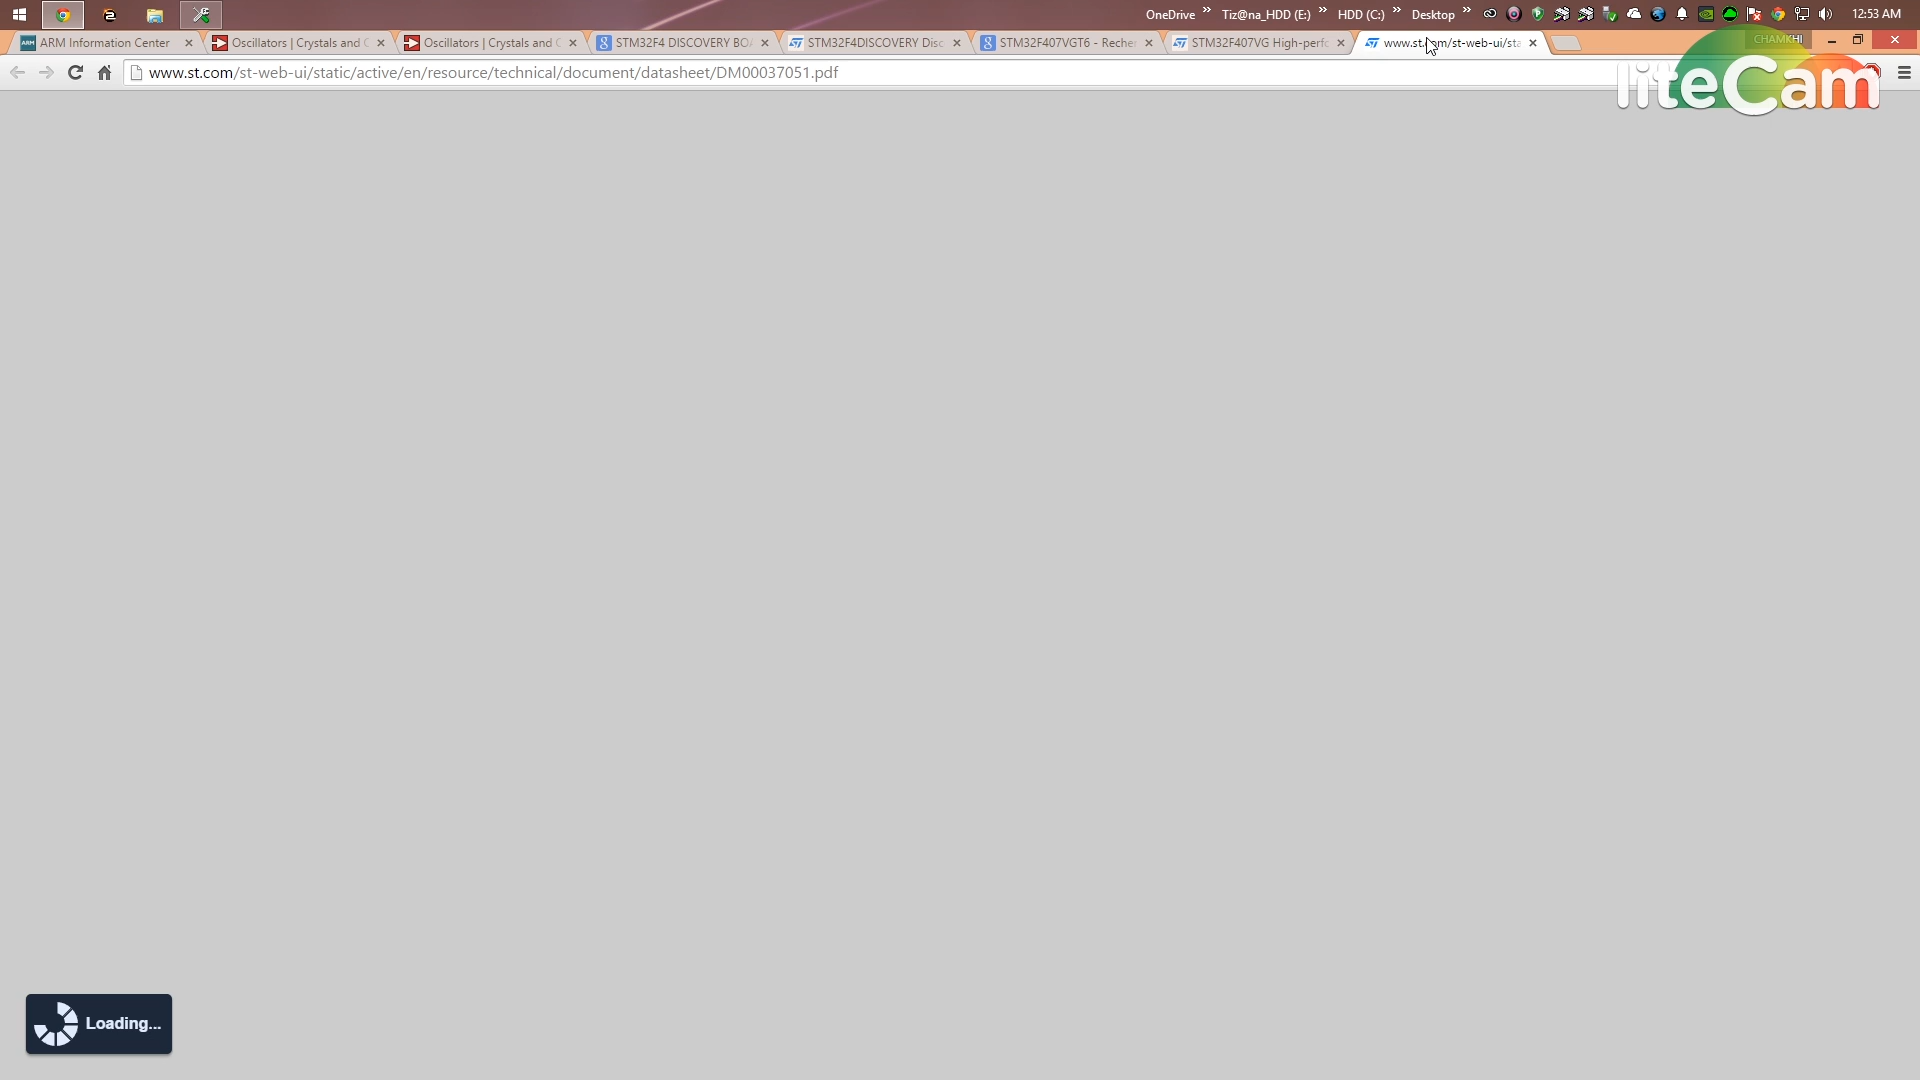 OneDrive » Tiz@na_HDD (E:) » HDD (C:) » Desktop » 12:53 AM
ARM Information Center
Oscillators | Crystals and
Oscillators | Crystals and
STM32F4 DISCOVERY BO
STM32F4DISCOVERY Disc
STM32F407VGT6 - Reche
STM32F407VG High-perfo
www.st.com/st-web-ui/sta
CHAMKHI
www.st.com/st-web-ui/static/active/en/resource/technical/document/datasheet/DM00037051.pdf
liteCam
Loading...